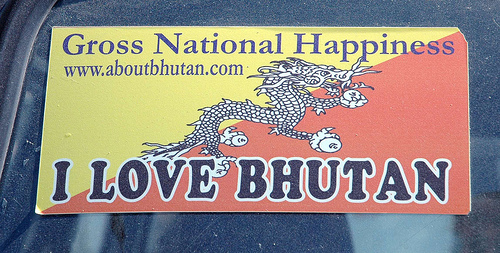 Gross National Happiness
www.aboutbhutan.com
I LOVE BHUTAN